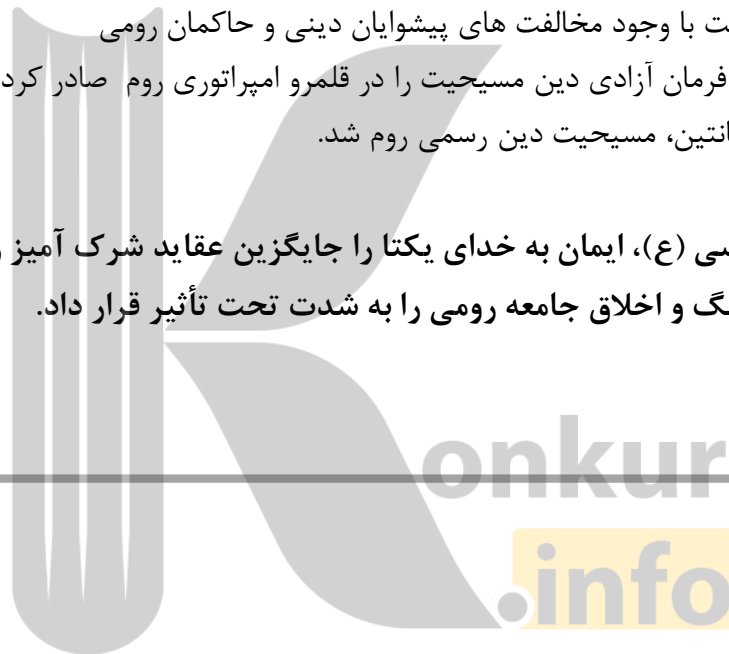 با وجود مخالفت های پیشوایان دینی و حاکمان رومی
فرمان آزادی دین مسیحیت را در قلمرو امپراتوری روم صادر کرد
مسیحیت دین رسمی روم شد.
(ع)، ایمان به خدای یکتا را جایگزین عقاید شرک آمیز
و اخلاق جامعه رومی را به شدت تحت تأثیر قرار داد.
onkur
.info